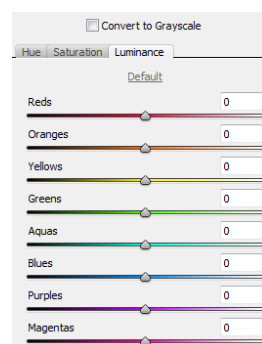 Convert to Grayscale
Hue Saturation Luminance
Default
Reds 0
Oranges 0
Yellows 0
Greens 0
Aquas 0
Blues 0
Purples 0
Magentas 0